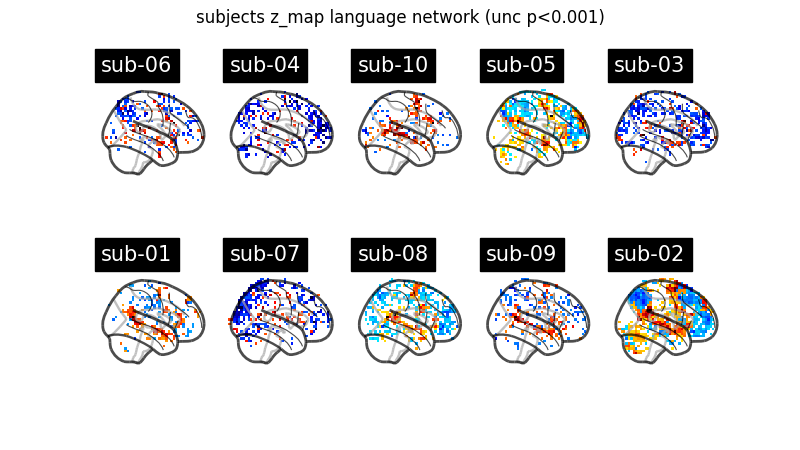 subjects z_map language network (unc p<0.001)
sub-06
sub-04
sub-10
sub-05
sub-03
sub-01
sub-07
sub-08
sub-09
sub-02